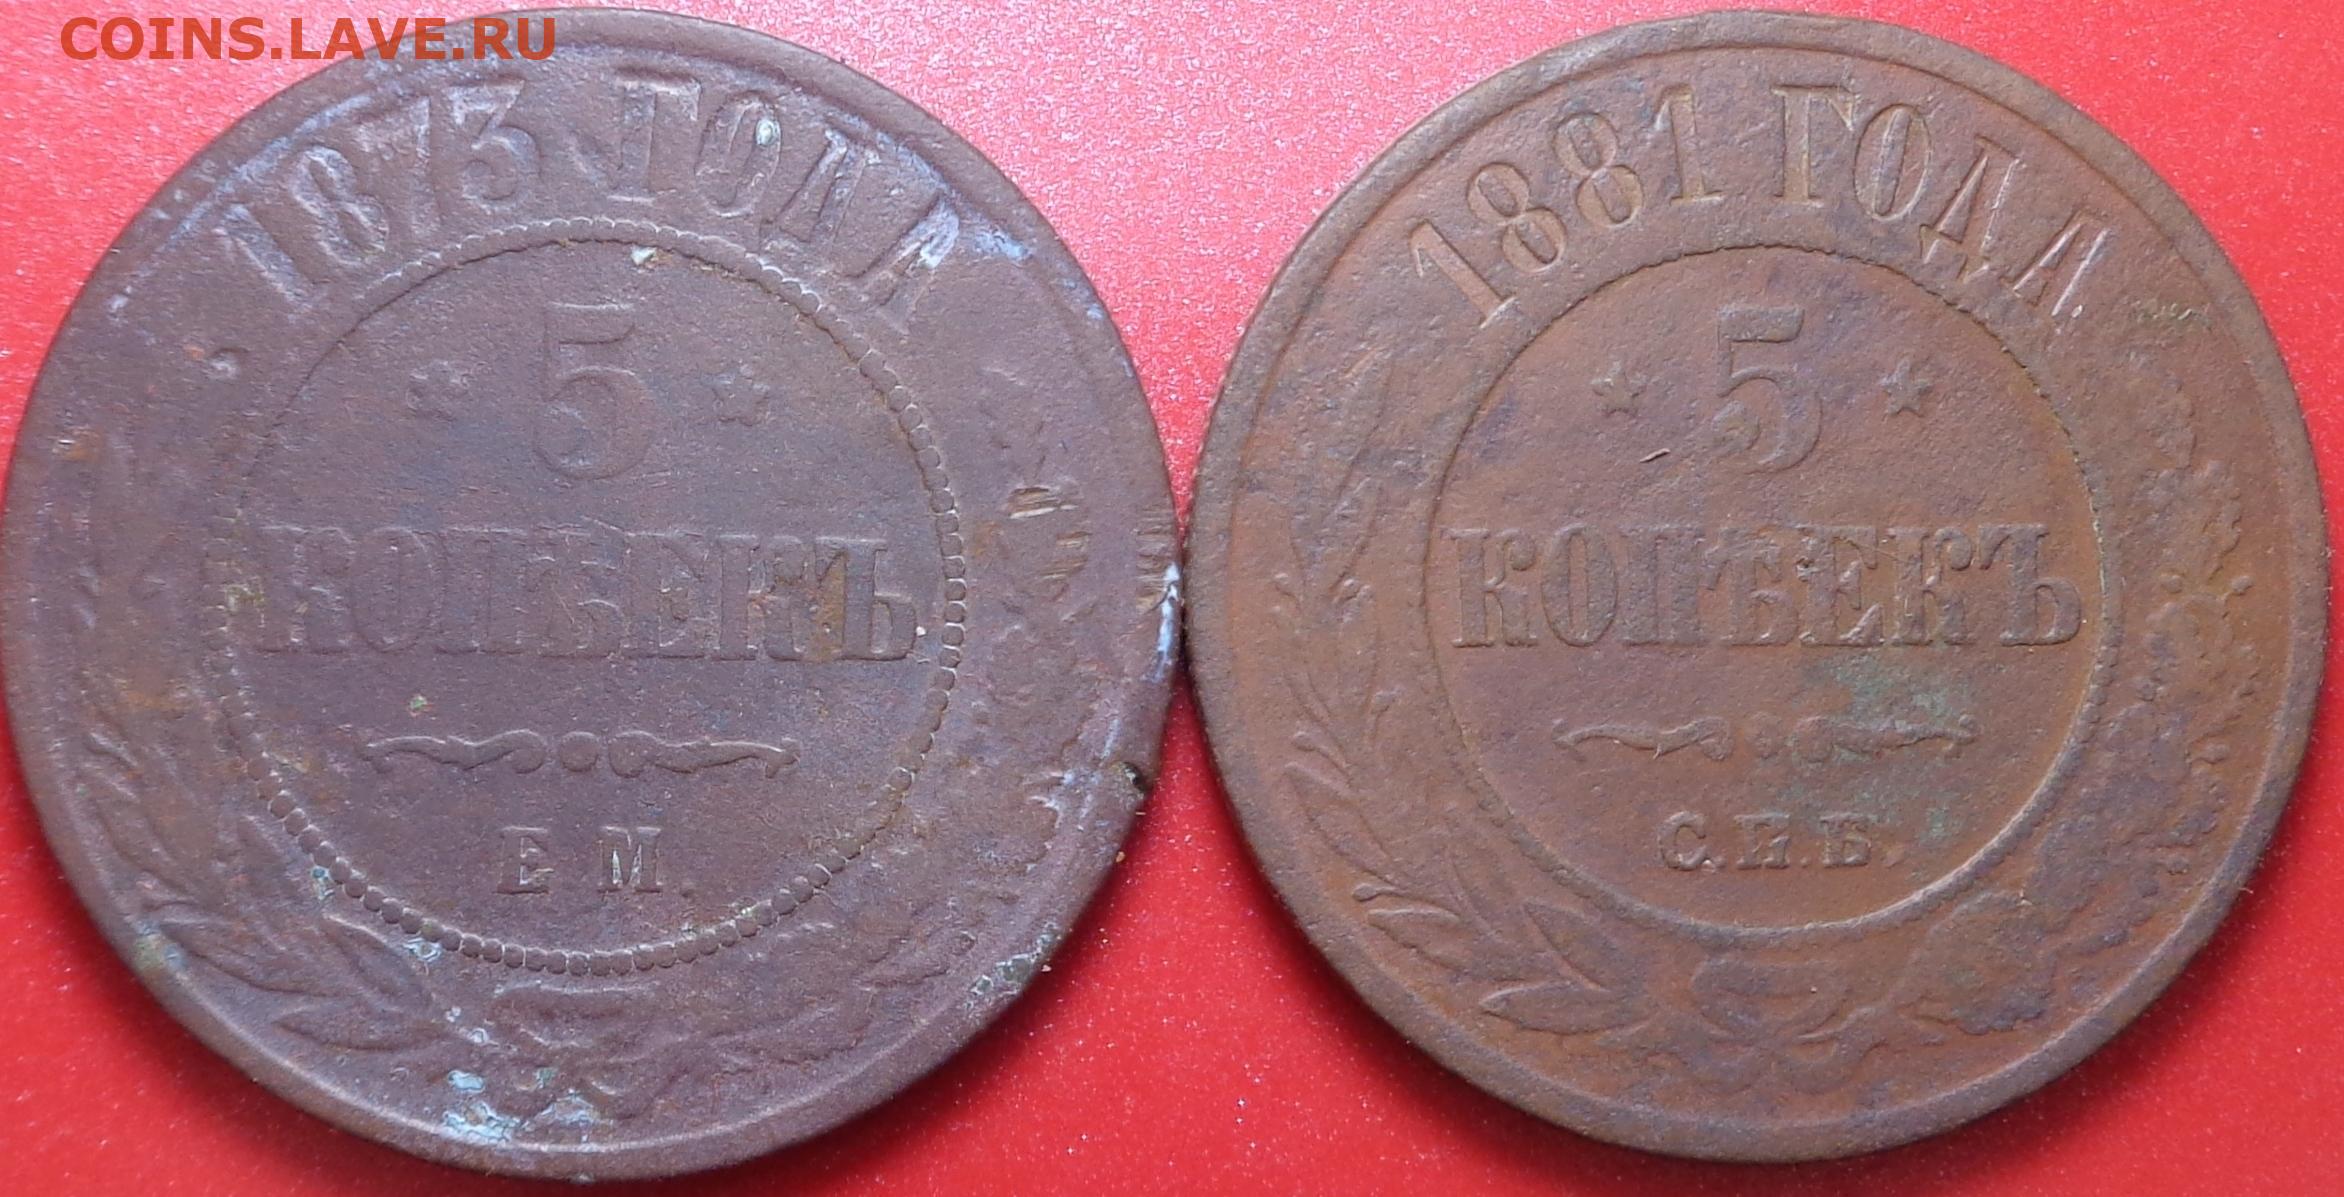 COINS.LAVE.RU
1873 ГОДА
5
КОПѢЕКЪ
Е М.
1881 ГОДА
5
КОПѢЕКЪ
С.П.Б.